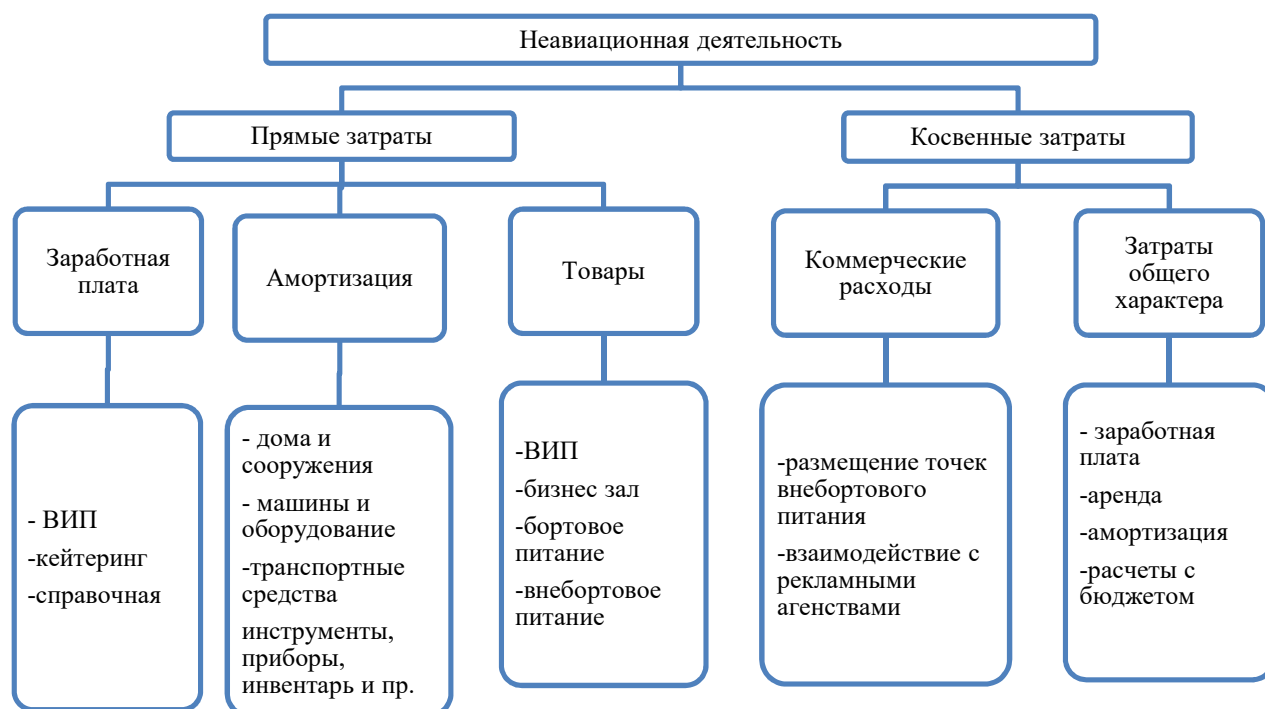 Неавиационная деятельность
Прямые затраты
Косвенные затраты
Заработная
плата
Амортизация
Товары
Коммерческие
расходы
Затраты
общего
характера
- ВИП
-кейтеринг
-справочная
- дома и
сооружения
- машины и
оборудование
-транспортные
средства
инструменты,
приборы,
инвентарь и пр.
-ВИП
-бизнес зал
-бортовое
питание
-внебортовое
питание
-размещение точек
внебортового
питания
-взаимодействие с
рекламными
агенствами
- заработная
плата
-аренда
-амортизация
-расчеты с
бюджетом